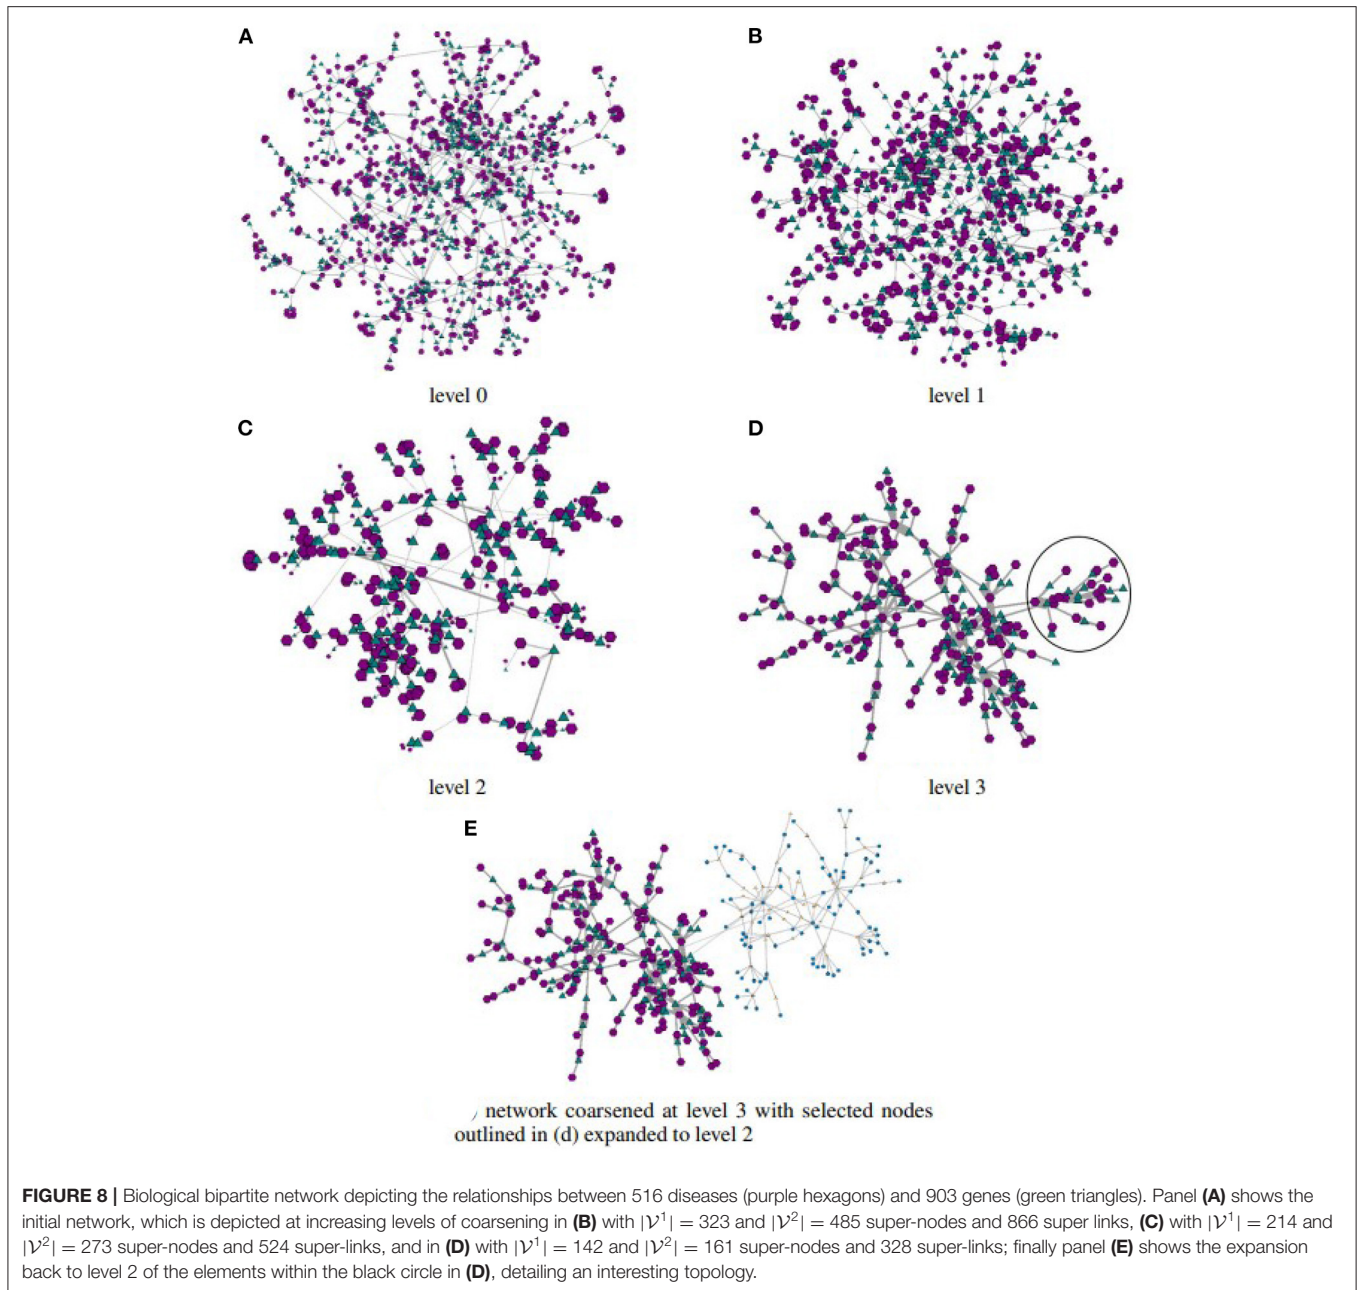 A
B
level 0
level 1
C
D
level 2
level 3
E
) network coarsened at level 3 with selected nodes
outlined in (d) expanded to level 2
FIGURE 8 | Biological bipartite network depicting the relationships between 516 diseases (purple hexagons) and 903 genes (green triangles). Panel (A) shows the
initial network, which is depicted at increasing levels of coarsening in (B) with |𝒱¹| = 323 and |𝒱²| = 485 super-nodes and 866 super links, (C) with |𝒱¹| = 214 and
|𝒱²| = 273 super-nodes and 524 super-links, and in (D) with |𝒱¹| = 142 and |𝒱²| = 161 super-nodes and 328 super-links; finally panel (E) shows the expansion
back to level 2 of the elements within the black circle in (D), detailing an interesting topology.